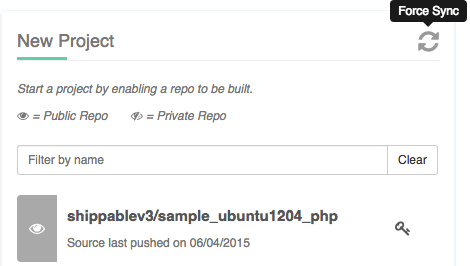 Force Sync
New Project
Start a project by enabling a repo to be built.
= Public Repo = Private Repo
Filter by name Clear
shippablev3/sample_ubuntu1204_php
Source last pushed on 06/04/2015